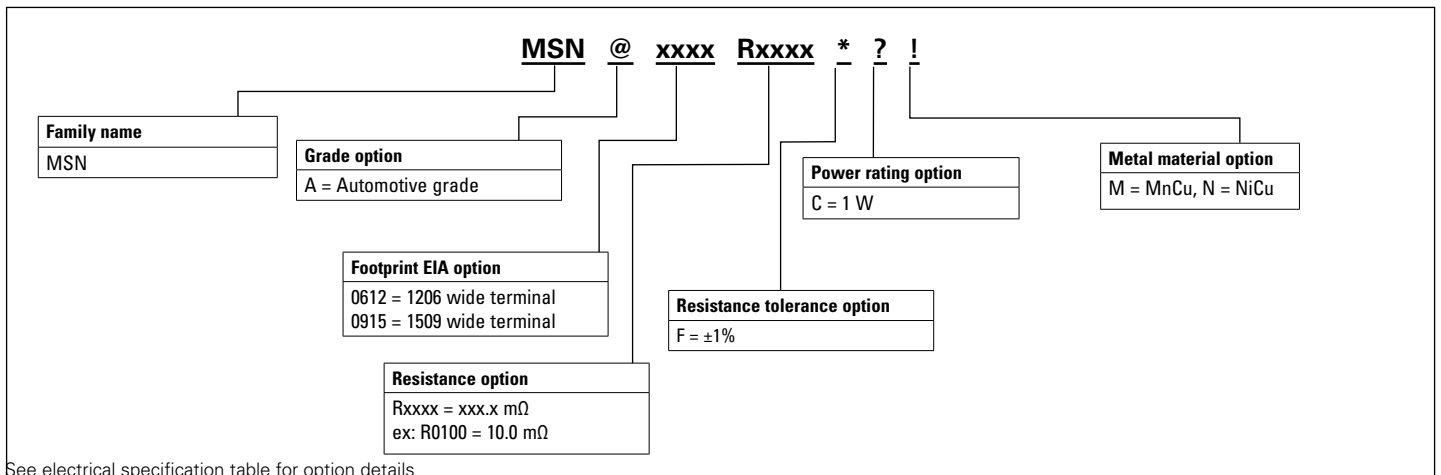 MSN @ xxxx Rxxxx * ? !
Family name
MSN
Grade option
A = Automotive grade
Footprint EIA option
0612 = 1206 wide terminal
0915 = 1509 wide terminal
Resistance option
Rxxxx = xxx.x mΩ
ex: R0100 = 10.0 mΩ
Resistance tolerance option
F = ±1%
Power rating option
C = 1 W
Metal material option
M = MnCu, N = NiCu
See electrical specification table for option details